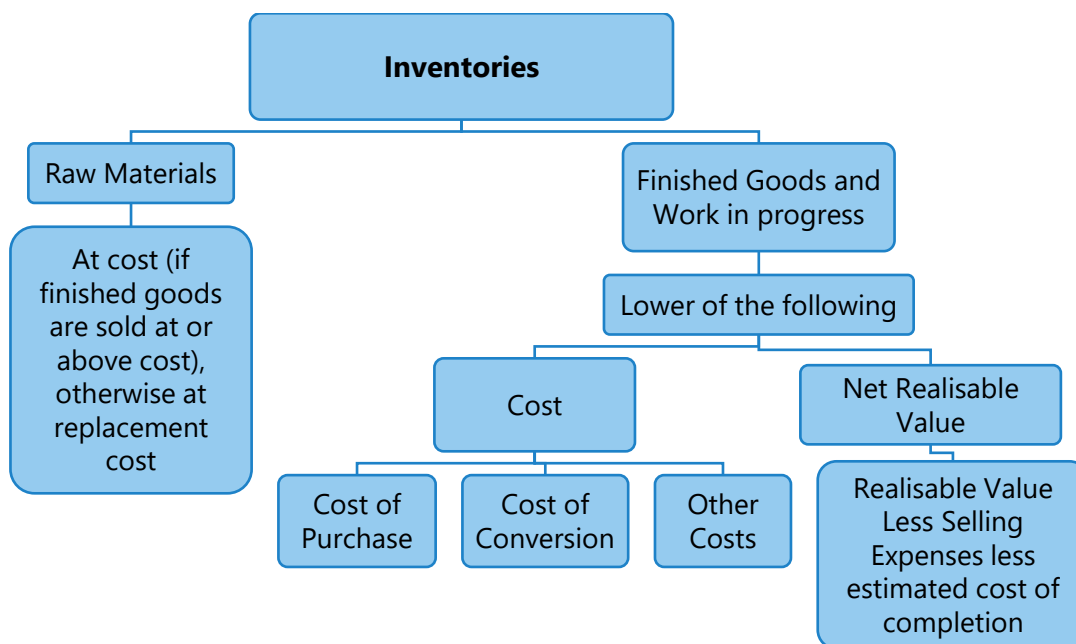 Inventories
Raw Materials
At cost (if
finished goods
are sold at or
above cost),
otherwise at
replacement
cost
Finished Goods and
Work in progress
Lower of the following
Cost
Cost of
Purchase
Cost of
Conversion
Other
Costs
Net Realisable
Value
Realisable Value
Less Selling
Expenses less
estimated cost of
completion